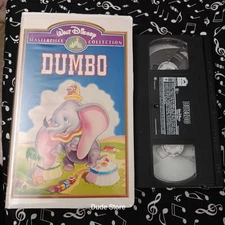 Walt Disney
MASTERPIECE COLLECTION
DUMBO
Dude Store